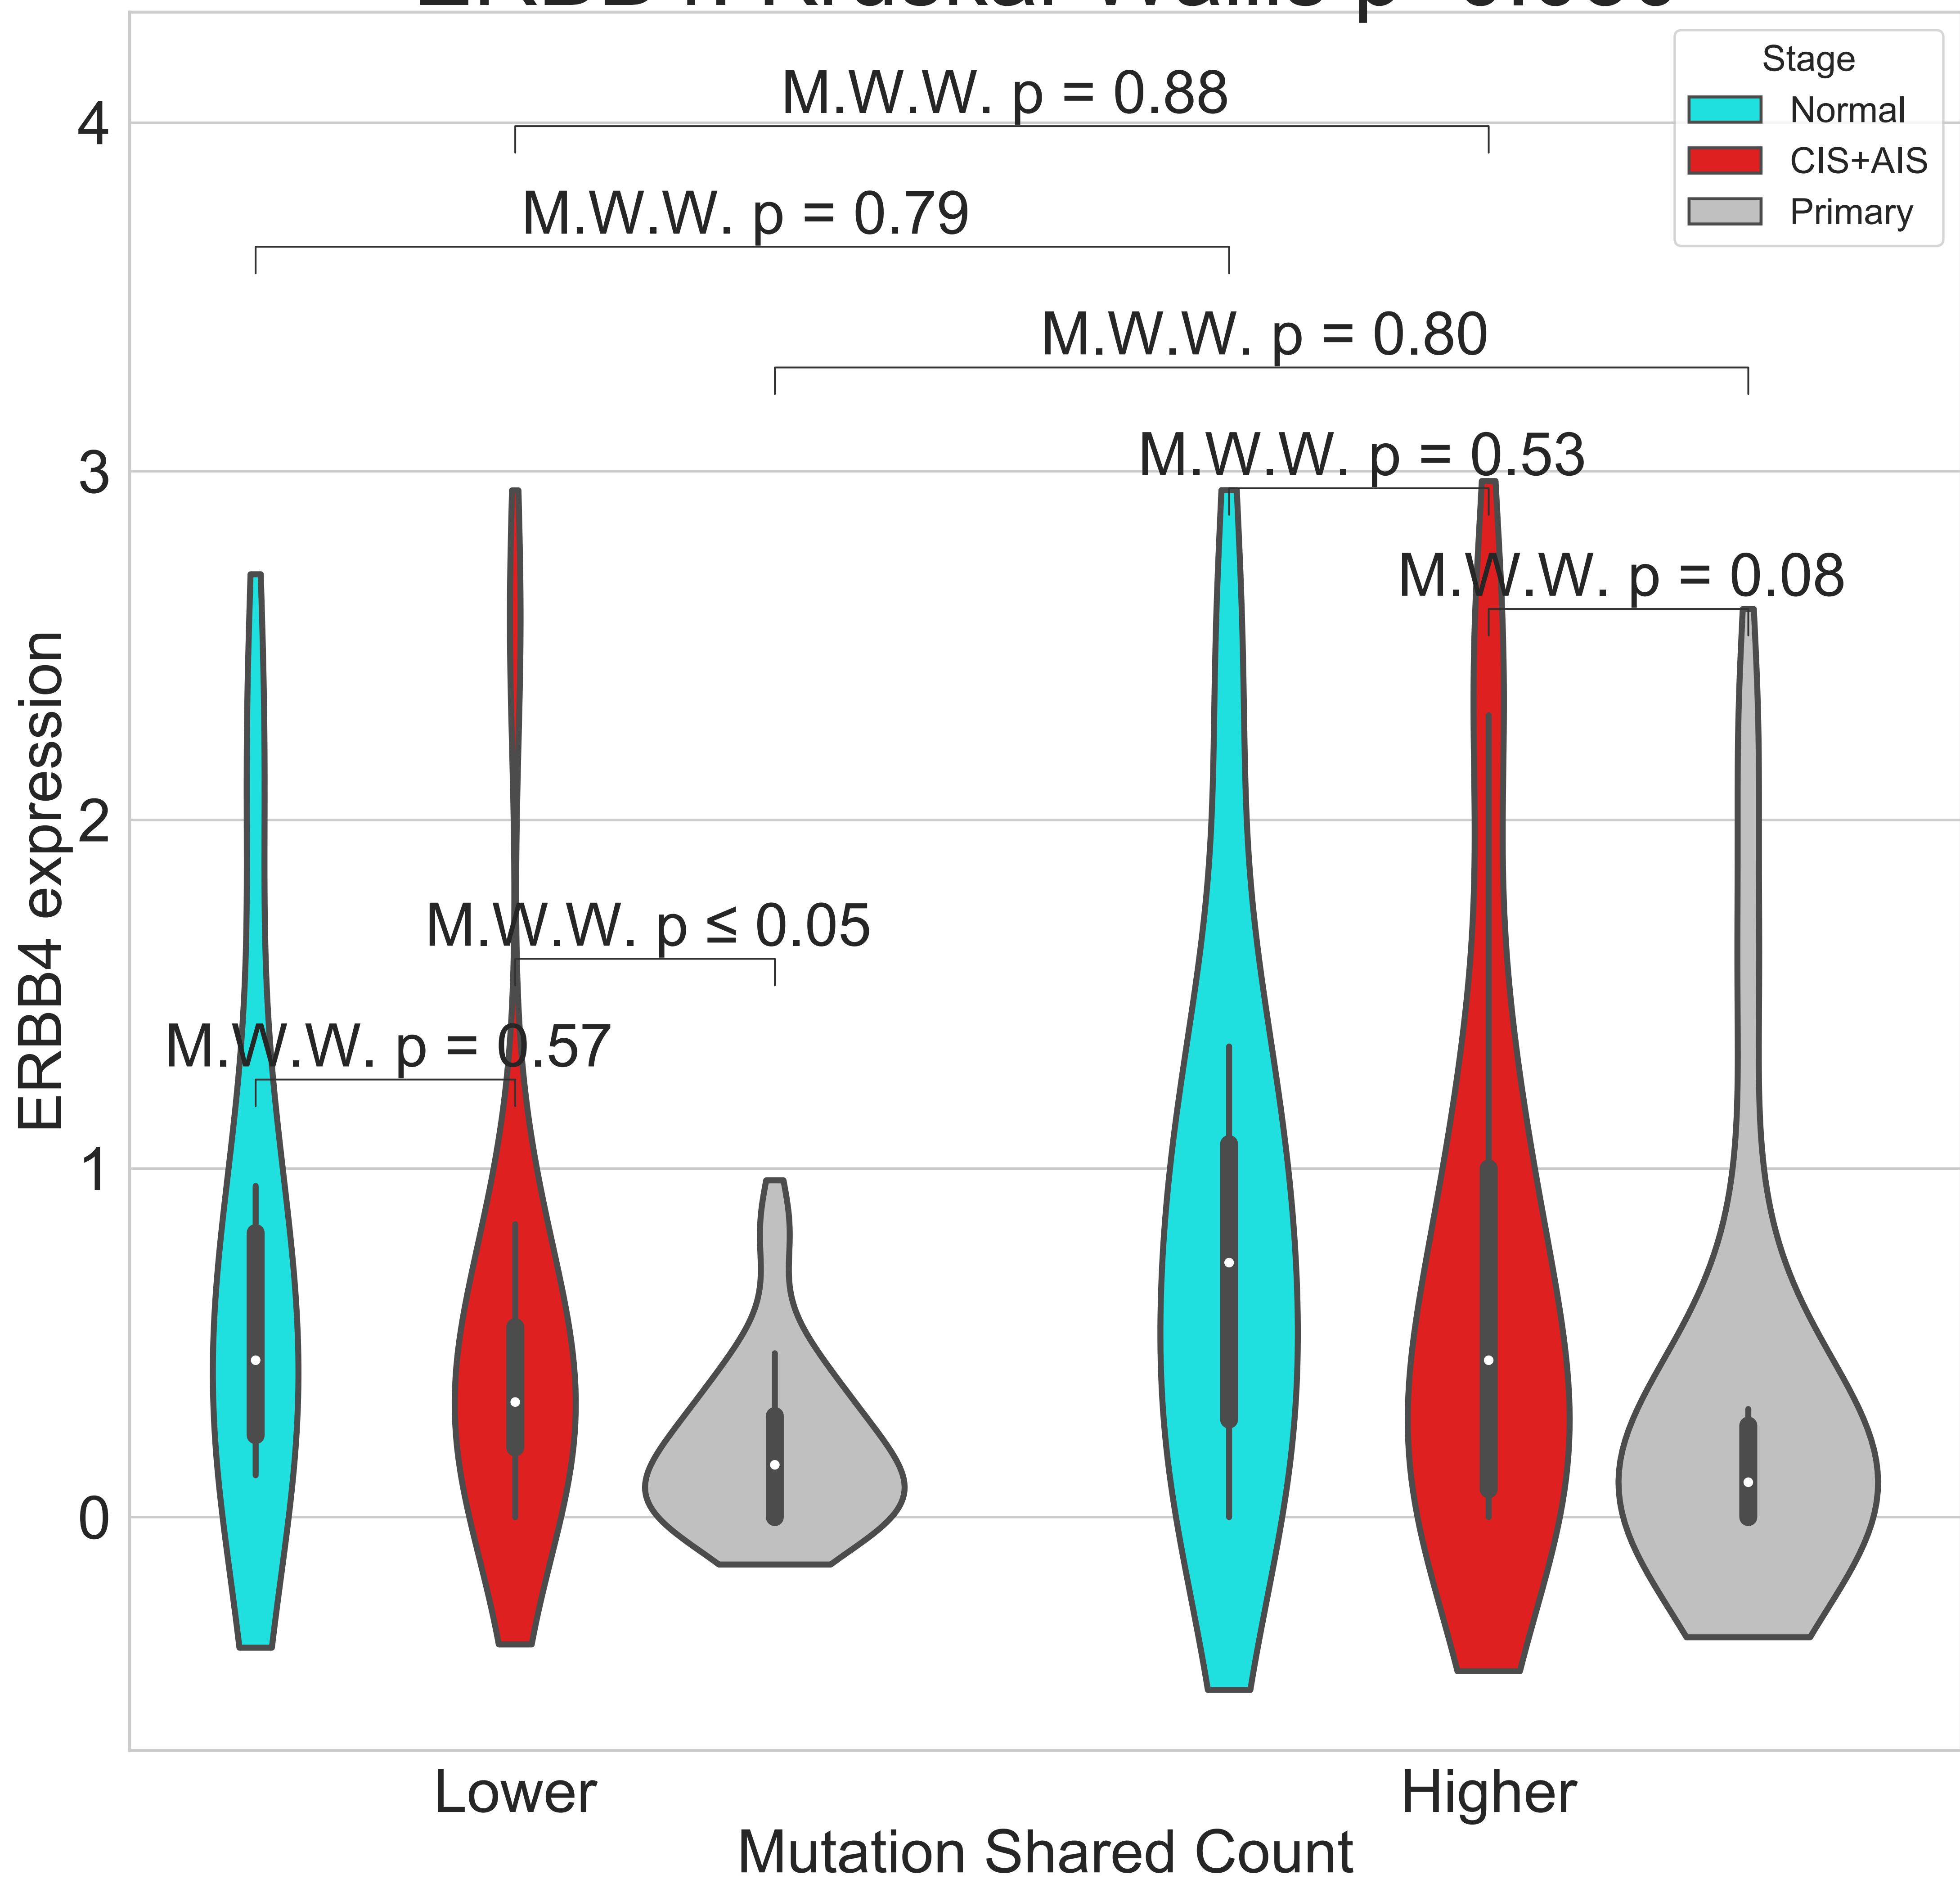 Stage
Normal
CIS+AIS
Primary
M.W.W. p = 0.88
M.W.W. p = 0.79
M.W.W. p = 0.80
M.W.W. p = 0.53
M.W.W. p = 0.08
M.W.W. p ≤ 0.05
M.W.W. p = 0.57
4
3
2
1
0
ERBB4 expression
Lower
Higher
Mutation Shared Count